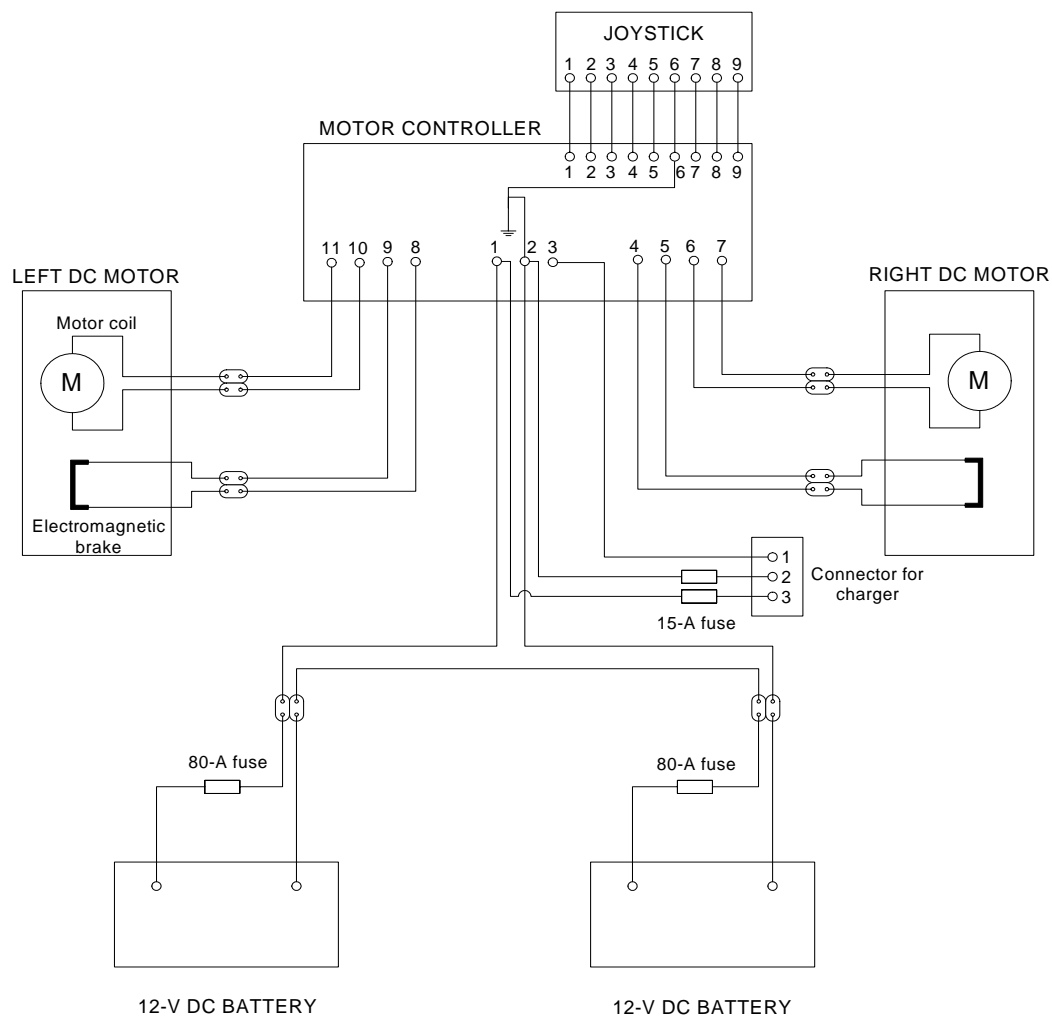 JOYSTICK
1 2 3 4 5 6 7 8 9
MOTOR CONTROLLER
1 2 3 4 5 6 7 8 9
11 10 9 8
1 2 3
4 5 6 7
LEFT DC MOTOR
RIGHT DC MOTOR
Motor coil
M
M
Electromagnetic
brake
1
2
3
Connector for
charger
15-A fuse
80-A fuse
80-A fuse
12-V DC BATTERY
12-V DC BATTERY